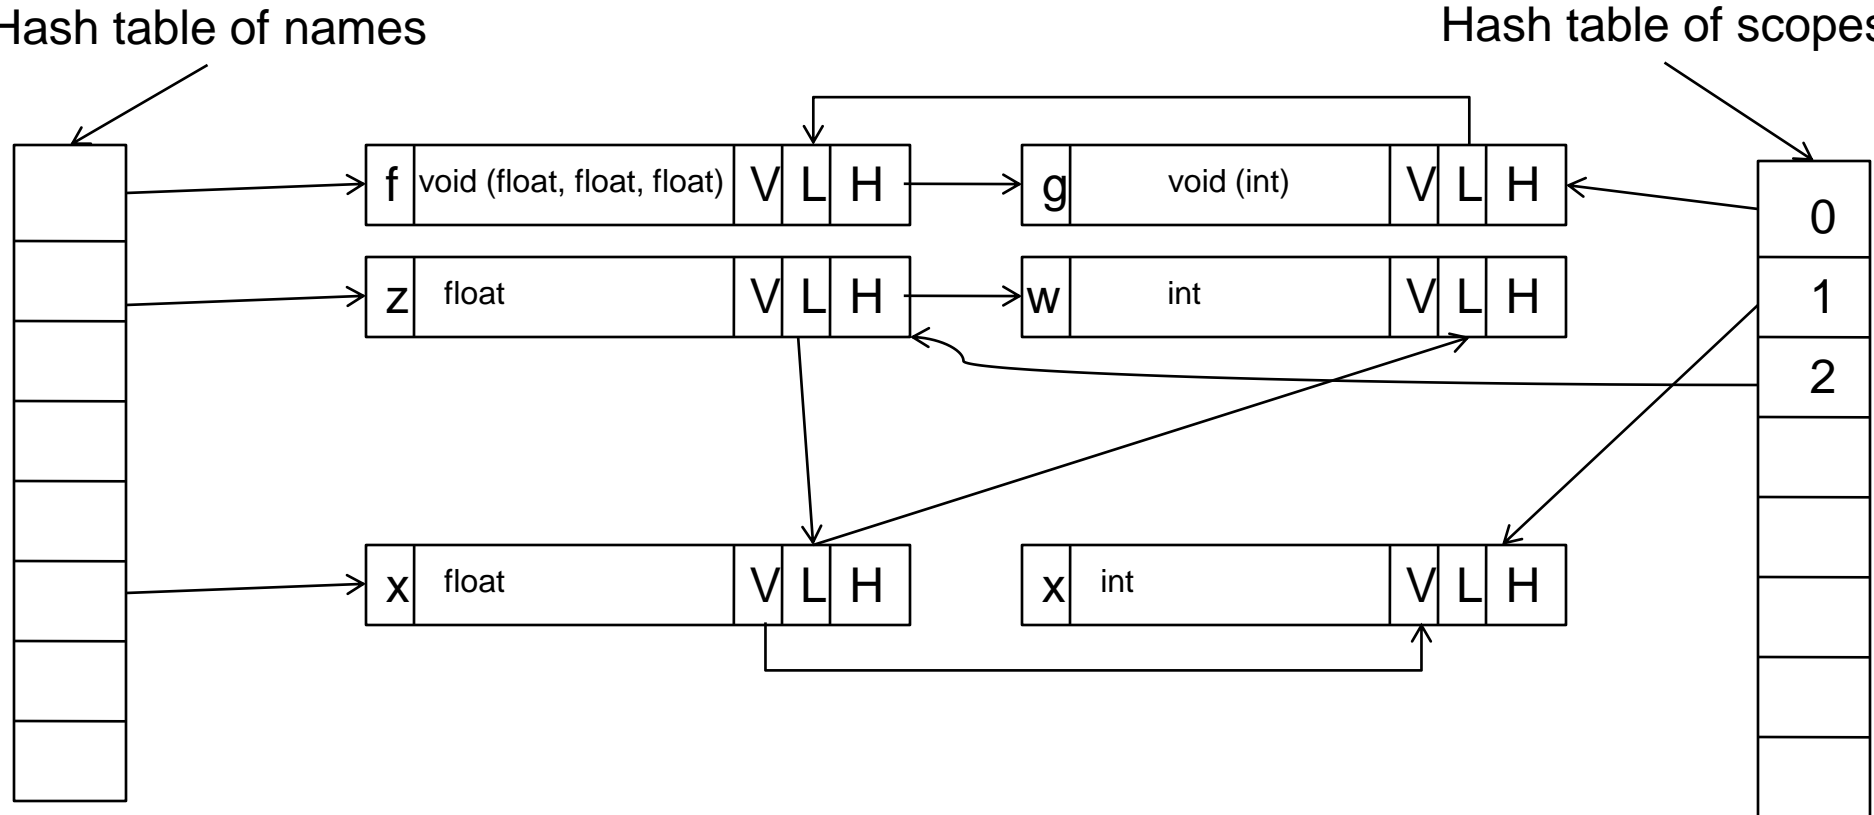 Hash table of names
Hash table of scopes
f void (float, float, float) V L H
g void (int) V L H
0
z float V L H
w int V L H
1
2
x float V L H
x int V L H